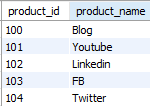 product_id product_name
100 Blog
101 Youtube
102 Linkedin
103 FB
104 Twitter